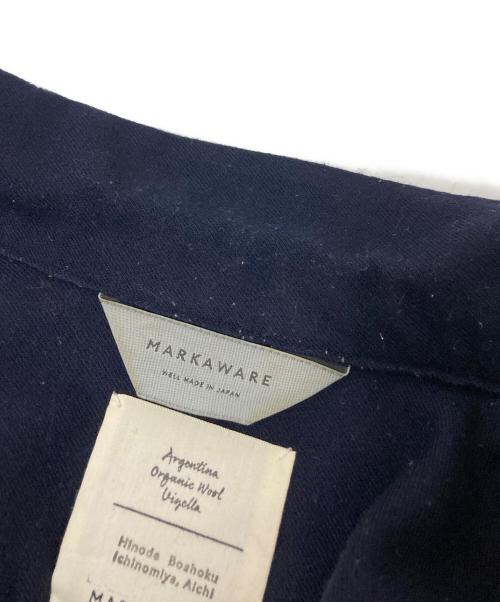 MARKAWARE
WELL MADE IN JAPAN
Argentina
Organic Wool
Viyella
Hinode Boshoku
Ichinomiya, Aichi